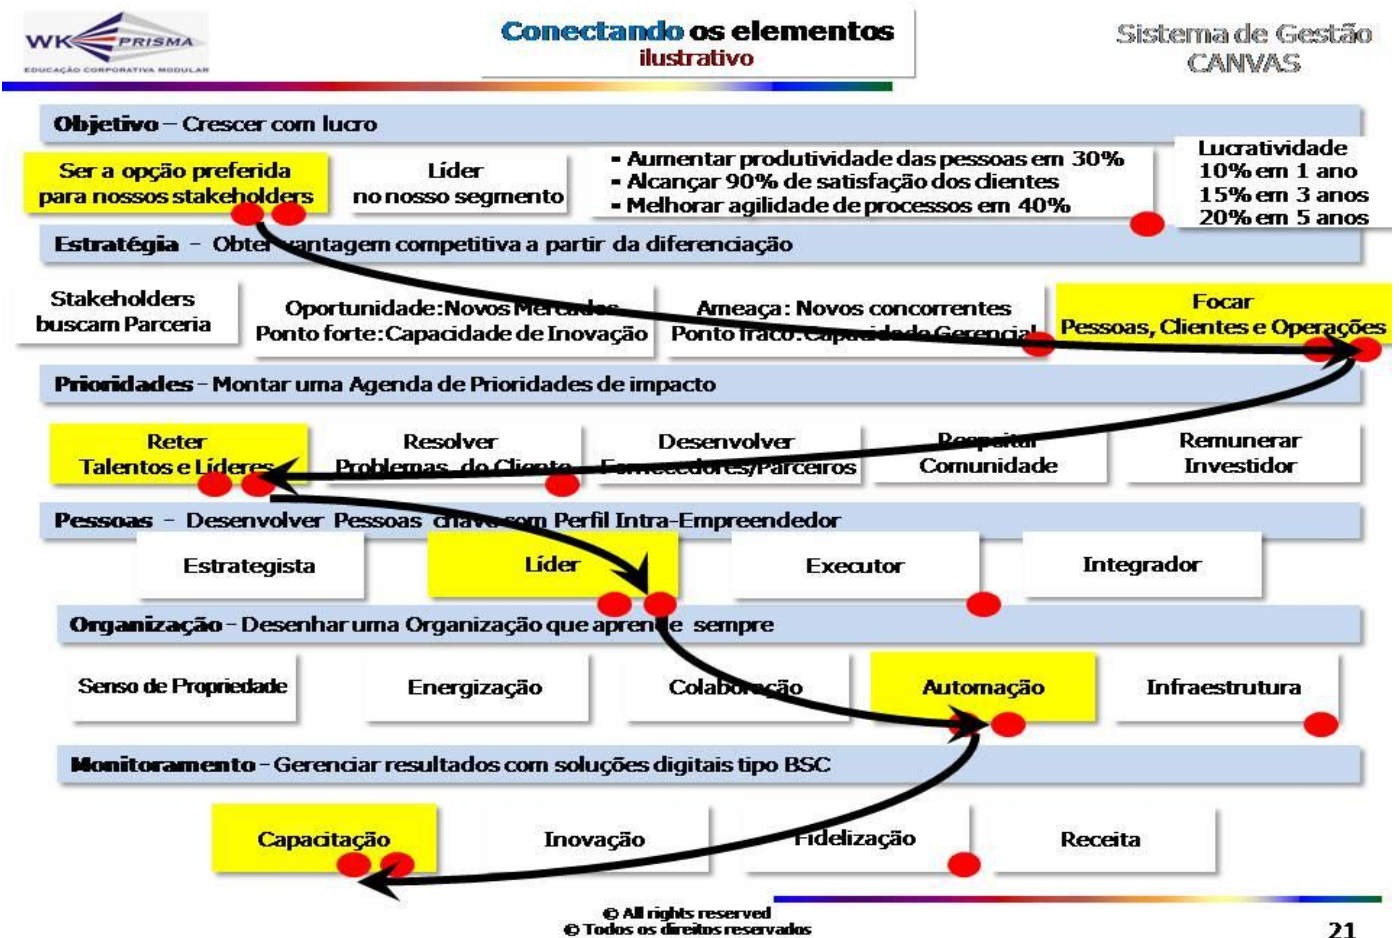 WK PRISMA
EDUCAÇÃO CORPORATIVA MODULAR
Conectando os elementos
ilustrativo
Sistema de Gestão
CANVAS
Objetivo – Crescer com lucro
Ser a opção preferida
para nossos stakeholders
Líder
no nosso segmento
▪ Aumentar produtividade das pessoas em 30%
▪ Alcançar 90% de satisfação dos clientes
▪ Melhorar agilidade de processos em 40%
Lucratividade
10% em 1 ano
15% em 3 anos
20% em 5 anos
Estratégia – Obter vantagem competitiva a partir da diferenciação
Stakeholders
buscam Parceria
Oportunidade: Novos Mercados
Ponto forte: Capacidade de Inovação
Ameaça: Novos concorrentes
Ponto fraco: Capacidade Gerencial
Focar
Pessoas, Clientes e Operações
Prioridades – Montar uma Agenda de Prioridades de impacto
Reter
Talentos e Líderes
Resolver
Problemas do Cliente
Desenvolver
Fornecedores/Parceiros
Respeitar
Comunidade
Remunerar
Investidor
Pessoas – Desenvolver Pessoas chave com Perfil Intra-Empreendedor
Estrategista
Líder
Executor
Integrador
Organização – Desenhar uma Organização que aprende sempre
Senso de Propriedade
Energização
Colaboração
Automação
Infraestrutura
Monitoramento – Gerenciar resultados com soluções digitais tipo BSC
Capacitação
Inovação
Fidelização
Receita
© All rights reserved
© Todos os direitos reservados
21